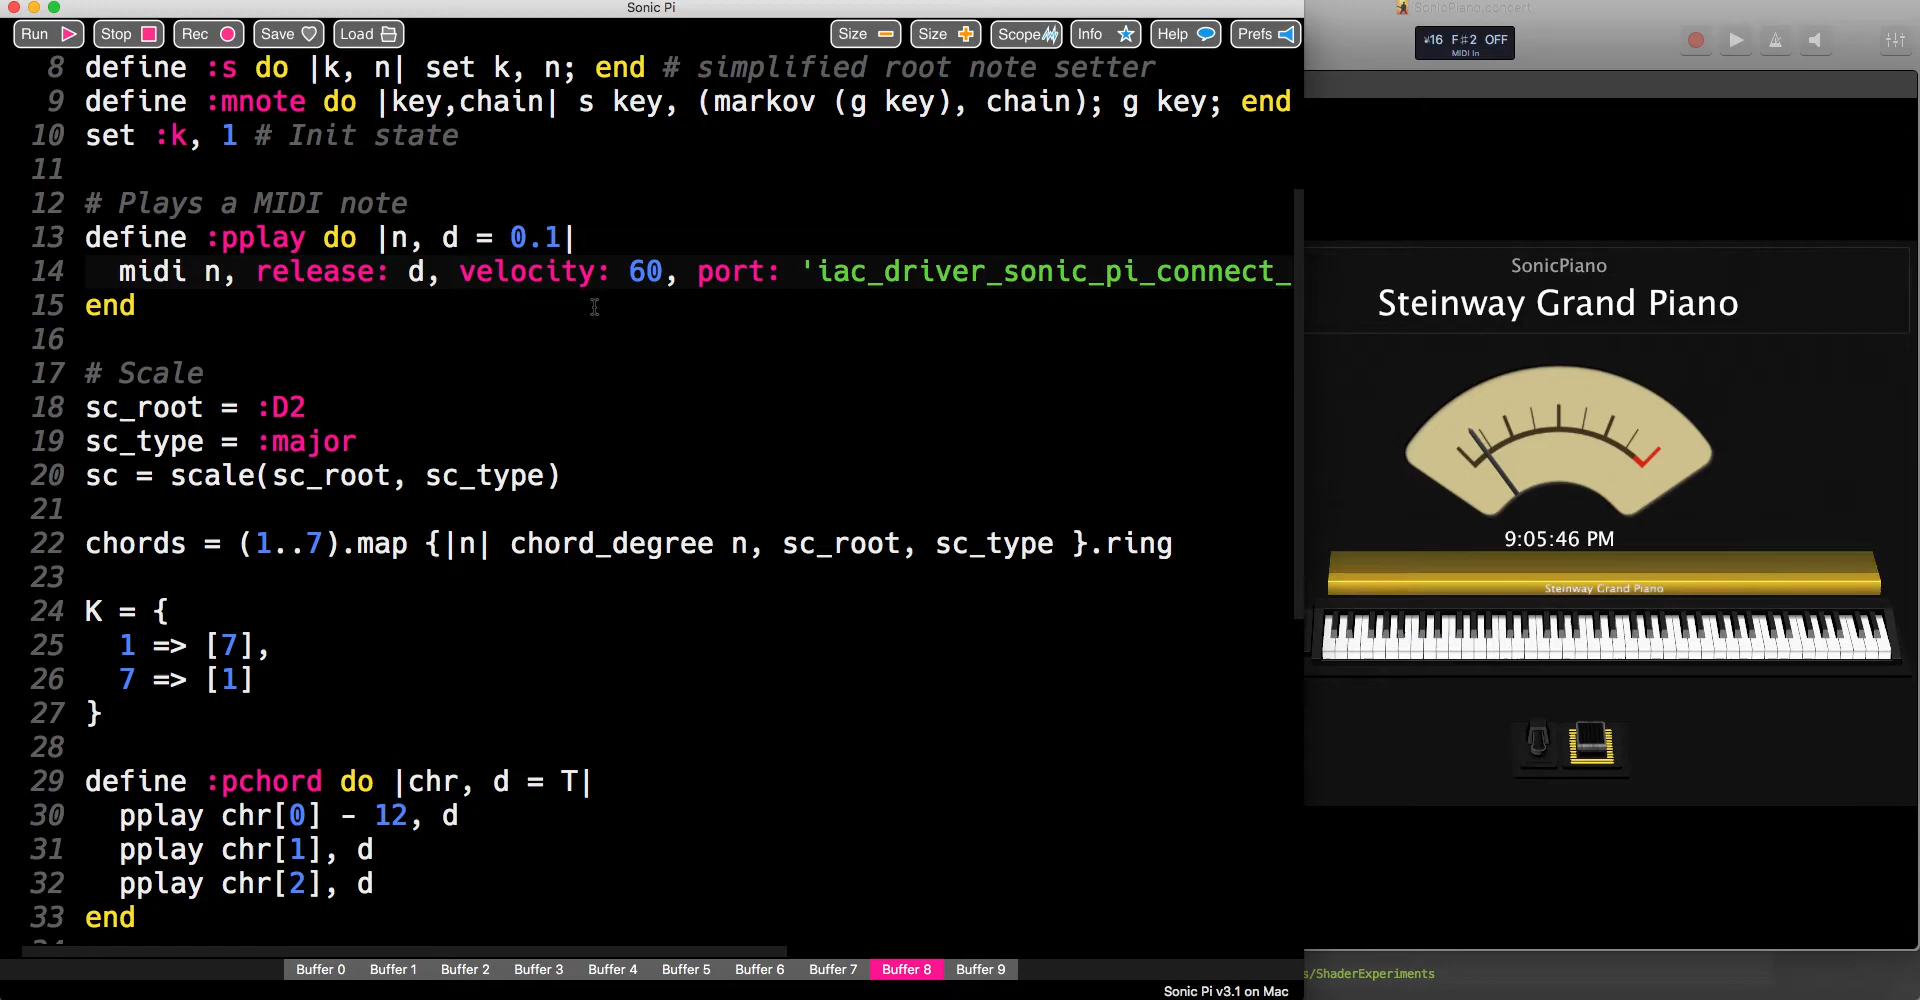 Sonic Pi
SonicPiano.concert
Run
Stop
Rec
Save
Load
Size
Size
Scope
Info
Help
Prefs
16 F♯2 OFF
MIDI In
8 define :s do |k, n| set k, n; end # simplified root note setter
9 define :mnote do |key,chain| s key, (markov (g key), chain); g key; end
10 set :k, 1 # Init state
11
12 # Plays a MIDI note
13 define :pplay do |n, d = 0.1|
14 midi n, release: d, velocity: 60, port: 'iac_driver_sonic_pi_connect_
15 end
16
17 # Scale
18 sc_root = :D2
19 sc_type = :major
20 sc = scale(sc_root, sc_type)
21
22 chords = (1..7).map {|n| chord_degree n, sc_root, sc_type }.ring
23
24 K = {
25 1 => [7],
26 7 => [1]
27 }
28
29 define :pchord do |chr, d = T|
30 pplay chr[0] - 12, d
31 pplay chr[1], d
32 pplay chr[2], d
33 end
SonicPiano
Steinway Grand Piano
9:05:46 PM
Steinway Grand Piano
Buffer 0
Buffer 1
Buffer 2
Buffer 3
Buffer 4
Buffer 5
Buffer 6
Buffer 7
Buffer 8
Buffer 9
s/ShaderExperiments
Sonic Pi v3.1 on Mac